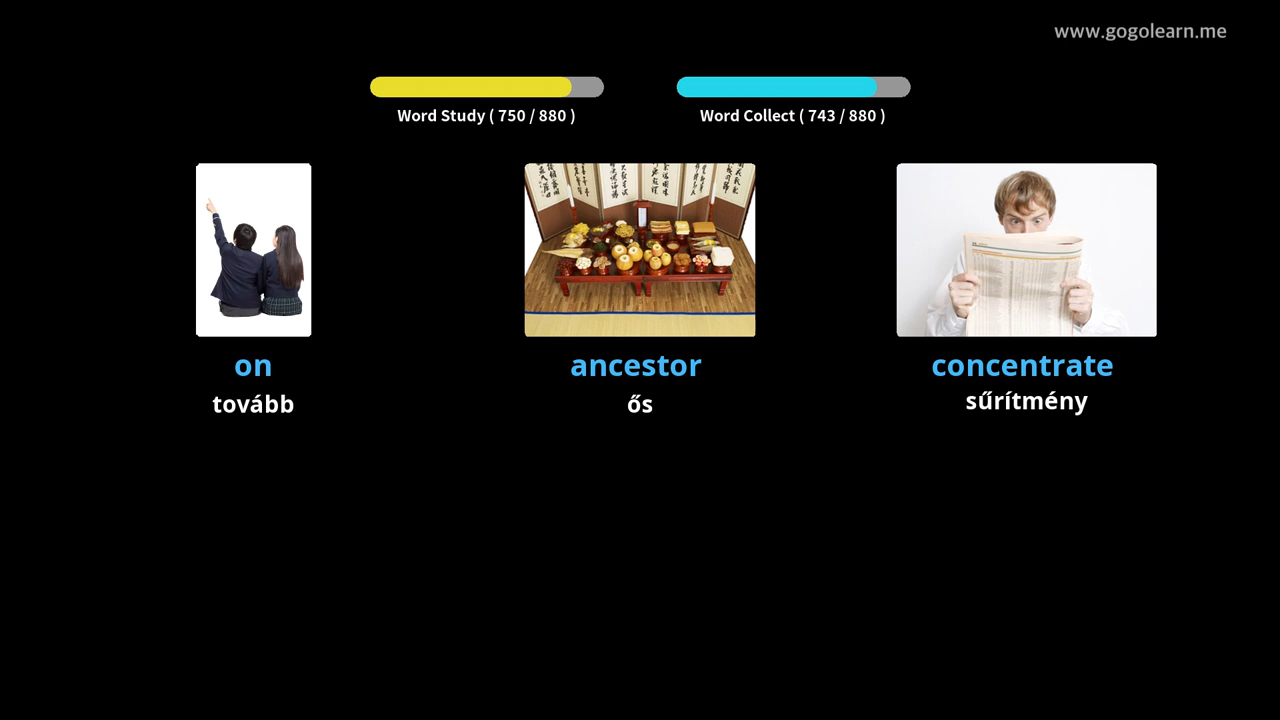 www.gogolearn.me
Word Study ( 750 / 880 )
Word Collect ( 743 / 880 )
on
ancestor
concentrate
tovább
ős
sűrítmény